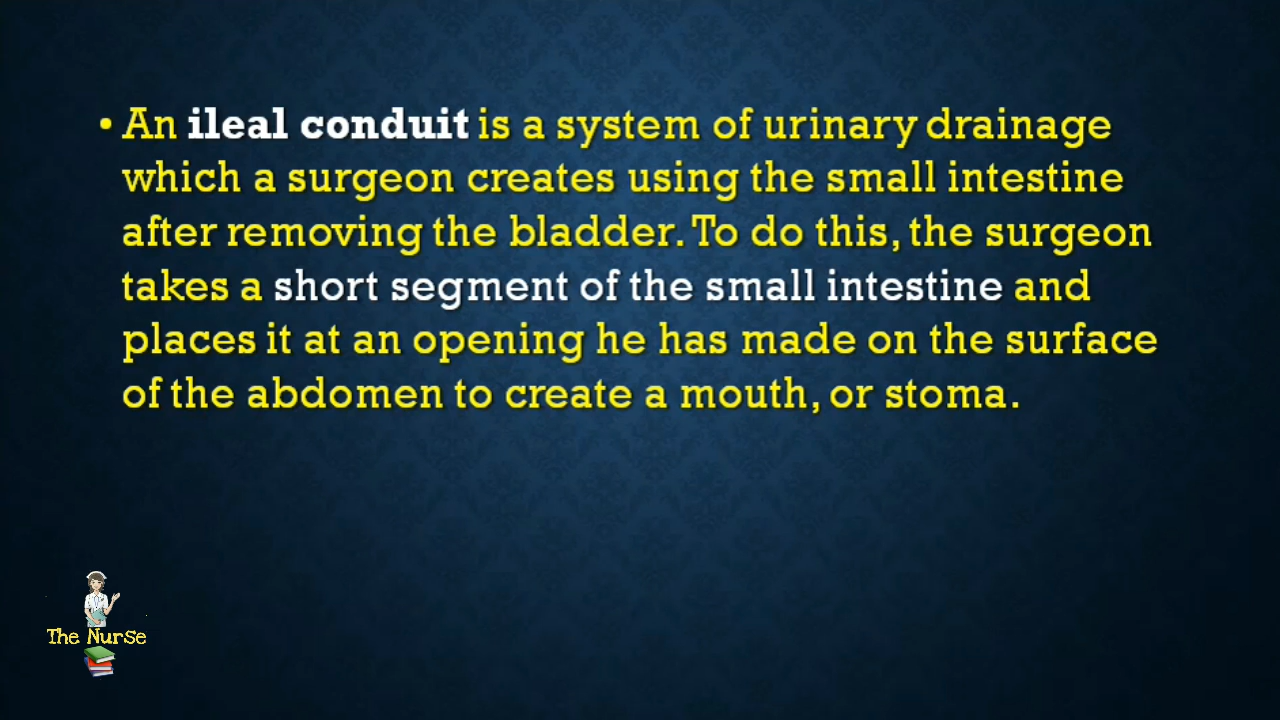 • An ileal conduit is a system of urinary drainage
which a surgeon creates using the small intestine
after removing the bladder. To do this, the surgeon
takes a short segment of the small intestine and
places it at an opening he has made on the surface
of the abdomen to create a mouth, or stoma.
The Nurse